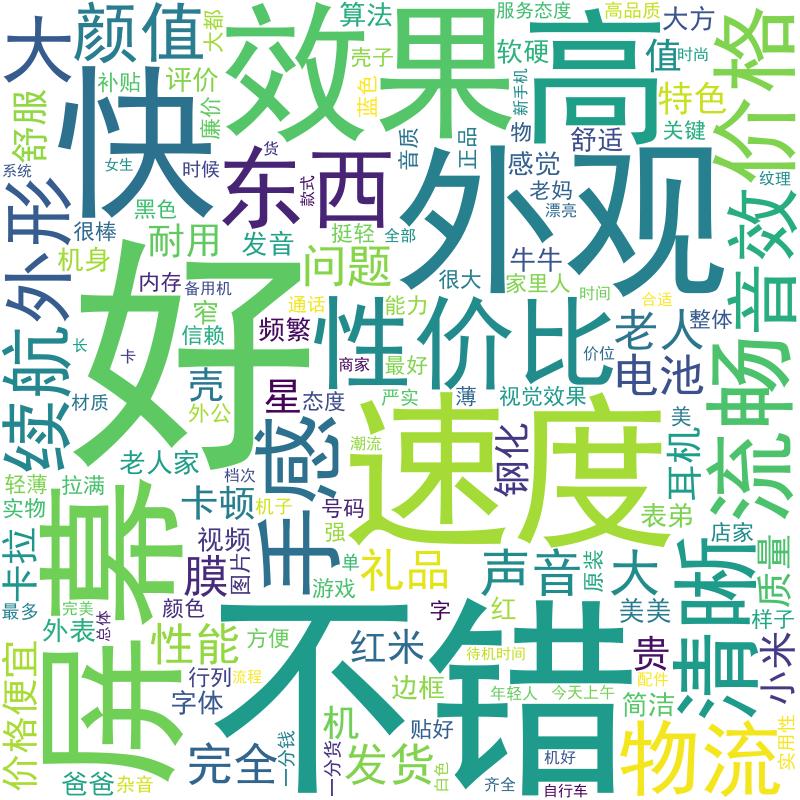 大
颜值
大都
效果
算法
服务态度
高品质
大方
壳子
软硬
值
时尚
价格
高
补贴
评价
蓝色
新手机
特色
舒服
快
廉价
音质
正品
物
舒适
关键
系统
女生
时候
东西
货
款式
感觉
老妈
漂亮
纹理
外观
外形
黑色
很棒
耐用
发音
挺轻
全部
牛牛
音效
机身
内存
备用机
问题
很大
家里人
时间
好
窄
信赖
通话
频繁
能力
性价比
老人
合适
整体
续航
长
卡
壳
商家
最好
价位
电池
流畅
材质
外公
星
态度
严实
薄
视觉效果
美
老人家
手感
潮流
速度
钢化
耳机
轻薄
拉满
档次
实物
卡顿
机子
号码
强
表弟
店家
屏幕
卡拉
视频
图片
膜
单
游戏
礼品
声音
原装
大
清晰
质量
最多
完美
总体
颜色
不错
字
红
美美
样子
外表
性能
方便
红米
待机时间
贵
小米
价格便宜
行列
流程
字体
边框
年轻人
今天上午
配件
简洁
机
贴好
发货
完全
一分钱
一分货
白色
物流
实用性
爸爸
杂音
齐全
机好
自行车